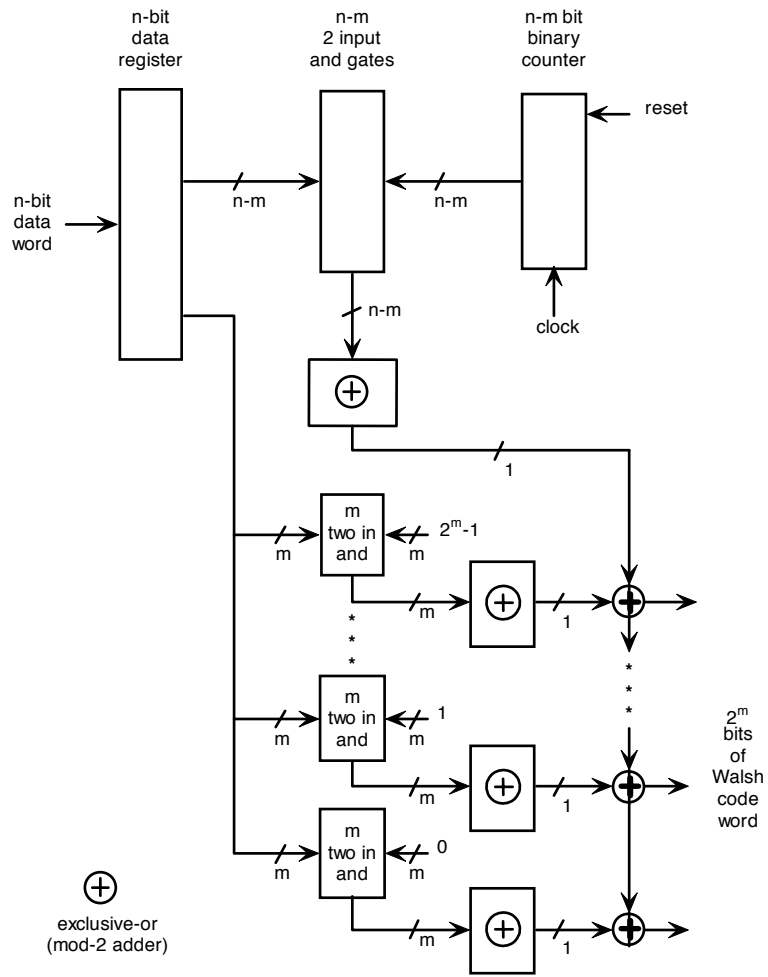 n-bit
data
register
n-m
2 input
and gates
n-m bit
binary
counter
reset
n-bit
data
word
n-m
n-m
clock
n-m
1
m
two in
and
m
m
2^m-1
m
1
*
*
*
*
*
*
m
two in
and
m
m
1
m
1
2^m
bits
of
Walsh
code
word
m
two in
and
m
m
0
m
1
exclusive-or
(mod-2 adder)